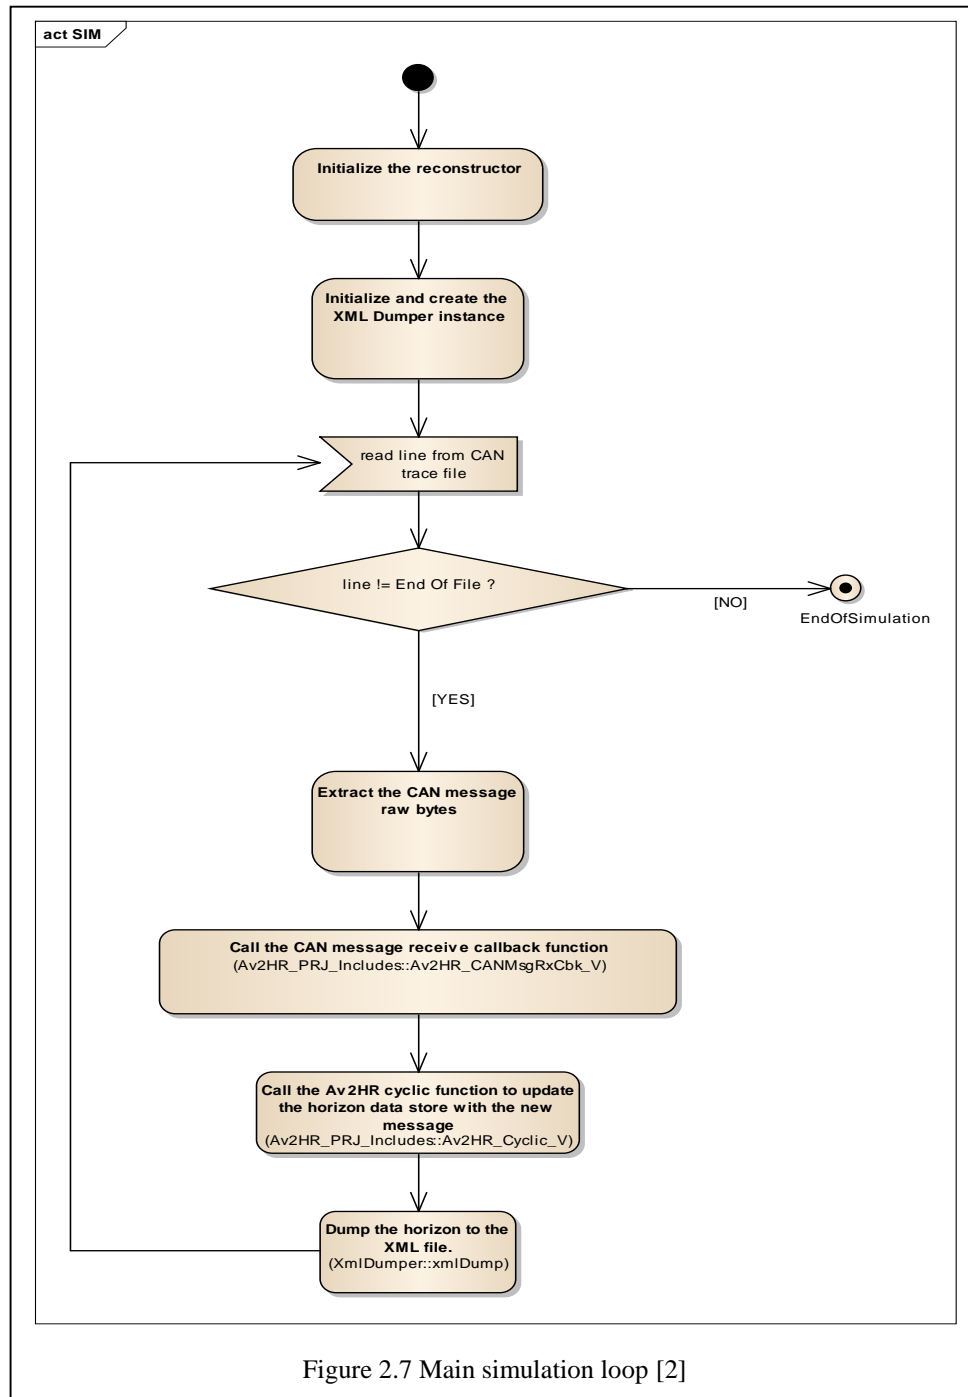 act SIM
Initialize the reconstructor
Initialize and create the
XML Dumper instance
read line from CAN
trace file
line != End Of File ?
[NO]
EndOfSimulation
[YES]
Extract the CAN message
raw bytes
Call the CAN message receive callback function
(Av2HR_PRJ_Includes::Av2HR_CANMsgRxCbk_V)
Call the Av2HR cyclic function to update
the horizon data store with the new
message
(Av2HR_PRJ_Includes::Av2HR_Cyclic_V)
Dump the horizon to the
XML file.
(XmlDumper::xmlDump)
Figure 2.7 Main simulation loop [2]